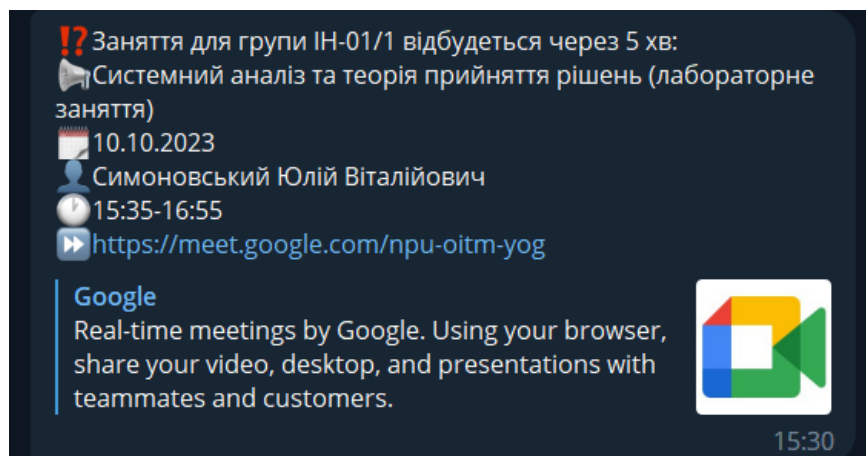 ⁉️Заняття для групи ІН-01/1 відбудеться через 5 хв:
📢Системний аналіз та теорія прийняття рішень (лабораторне
заняття)
🗓10.10.2023
👤Симоновський Юлій Віталійович
🕐15:35-16:55
⏩https://meet.google.com/npu-oitm-yog
Google
Real-time meetings by Google. Using your browser,
share your video, desktop, and presentations with
teammates and customers.
15:30